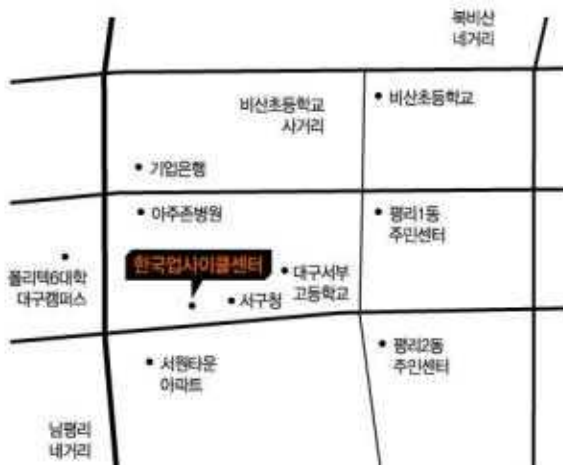 북비산
네거리
비산초등학교
사거리
비산초등학교
기업은행
아주존병원
평리1동
주민센터
폴리텍6대학
대구캠퍼스
한국업사이클센터
대구서부
고등학교
서구청
서원타운
아파트
평리2동
주민센터
남평리
네거리